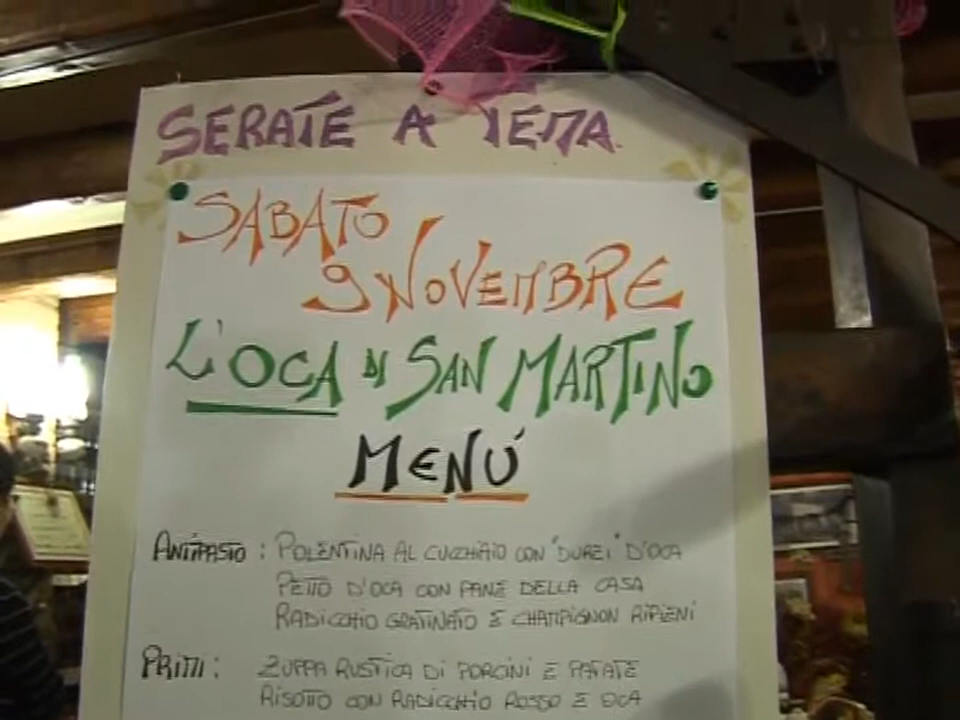 SERATE A TEMA.
SABATO
9 NOVEMBRE
L'OCA DI SAN MARTINO
MENÚ
ANTIPASTO : POLENTINA AL CUCCHIAIO CON "DUREI" D'OCA
PETTO D'OCA CON PANE DELLA CASA
RADICCHIO GRATINATO E CHAMPIGNON RIPIENI
PRIMI : ZUPPA RUSTICA DI PORCINI E PATATE
RISOTTO CON RADICCHIO ROSSO E OCA